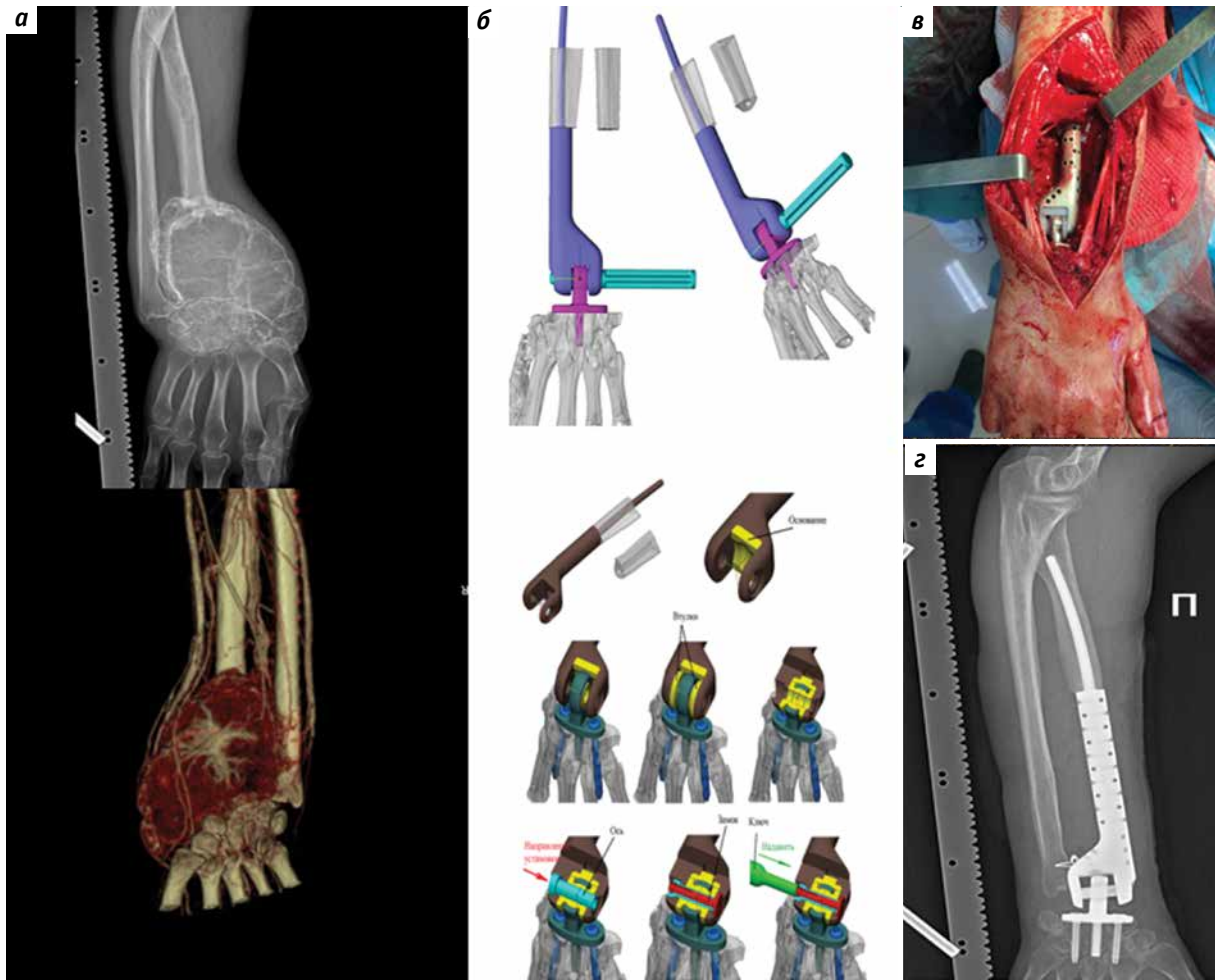 а
б
в
г
Основание
Втулки
Ось
Замок
Ключ
Надавить
R
П